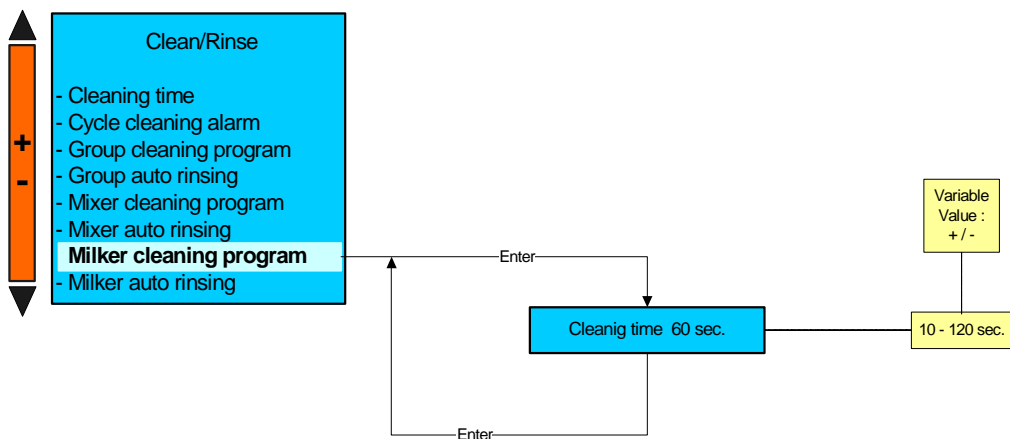 Clean/Rinse
- Cleaning time
- Cycle cleaning alarm
- Group cleaning program
- Group auto rinsing
- Mixer cleaning program
- Mixer auto rinsing
Milker cleaning program
- Milker auto rinsing
+
-
Enter
Cleanig time 60 sec.
Variable
Value :
+ / -
10 - 120 sec.
Enter